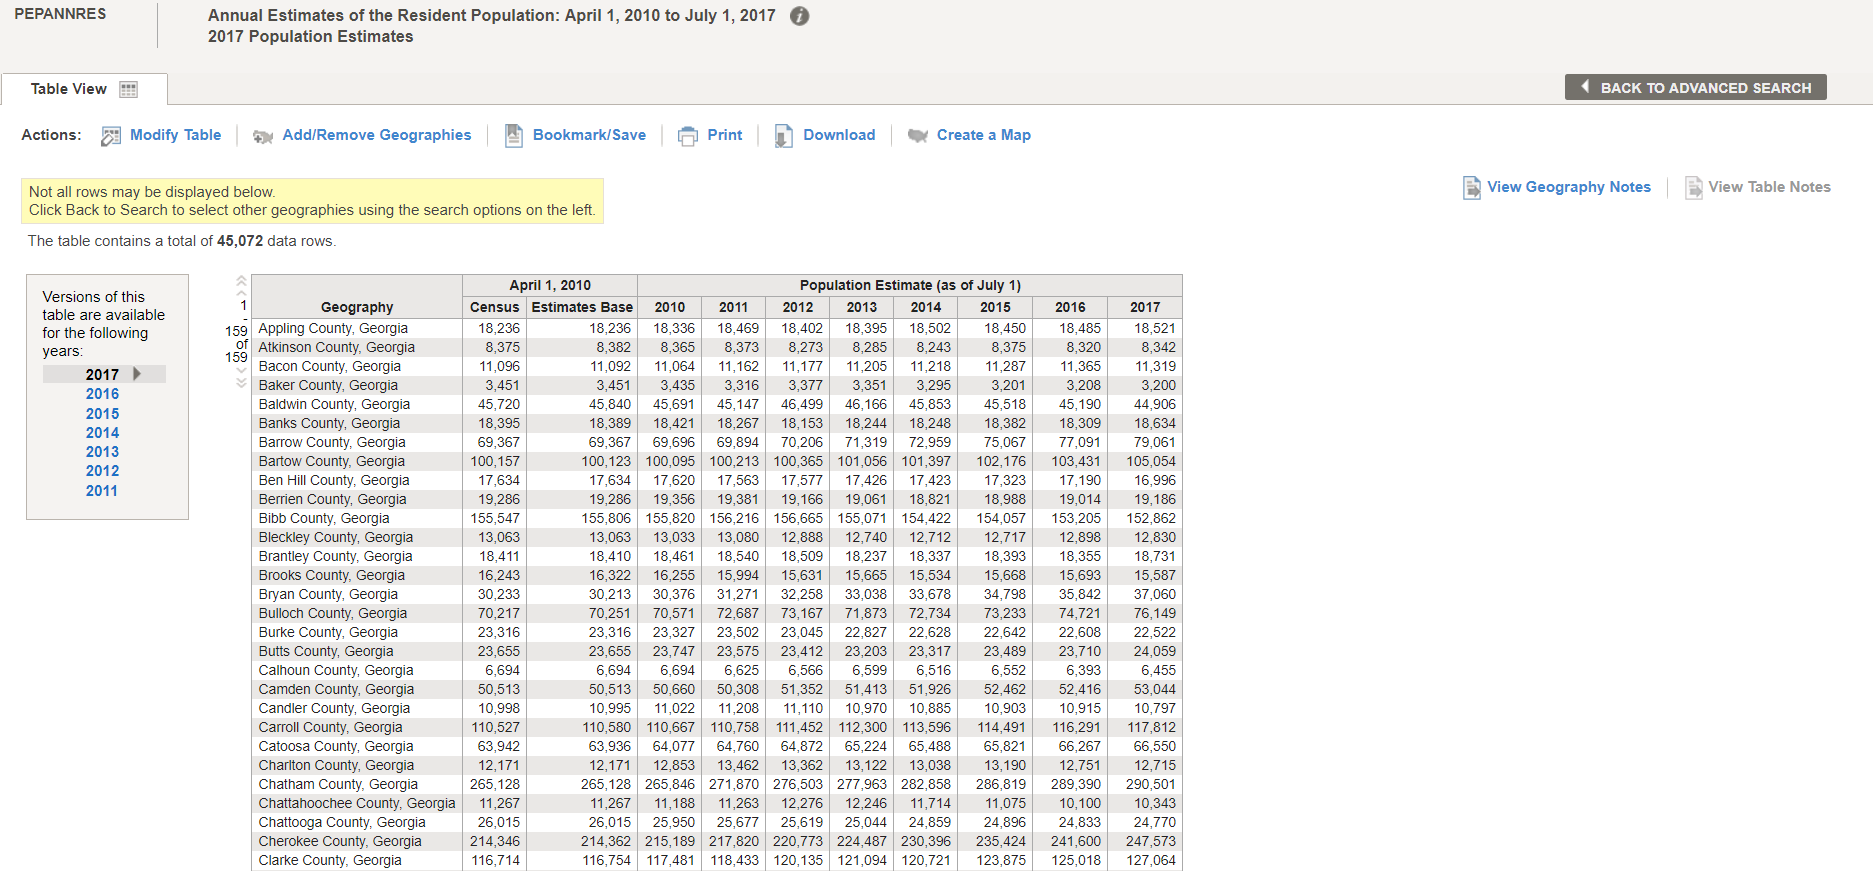 PEPANNRES
Annual Estimates of the Resident Population: April 1, 2010 to July 1, 2017
2017 Population Estimates
Table View
BACK TO ADVANCED SEARCH
Actions: Modify Table Add/Remove Geographies Bookmark/Save Print Download Create a Map
Not all rows may be displayed below.
Click Back to Search to select other geographies using the search options on the left.
View Geography Notes View Table Notes
The table contains a total of 45,072 data rows.
Versions of this
table are available
for the following
years:
2017
2016
2015
2014
2013
2012
2011
1
-
159
of
159
April 1, 2010 Population Estimate (as of July 1)
Geography Census Estimates Base 2010 2011 2012 2013 2014 2015 2016 2017
Appling County, Georgia 18,236 18,236 18,336 18,469 18,402 18,395 18,502 18,450 18,485 18,521
Atkinson County, Georgia 8,375 8,382 8,365 8,373 8,273 8,285 8,243 8,375 8,320 8,342
Bacon County, Georgia 11,096 11,092 11,064 11,162 11,177 11,205 11,218 11,287 11,365 11,319
Baker County, Georgia 3,451 3,451 3,435 3,316 3,377 3,351 3,295 3,201 3,208 3,200
Baldwin County, Georgia 45,720 45,840 45,691 45,147 46,499 46,166 45,853 45,518 45,190 44,906
Banks County, Georgia 18,395 18,389 18,421 18,267 18,153 18,244 18,248 18,382 18,309 18,634
Barrow County, Georgia 69,367 69,367 69,696 69,894 70,206 71,319 72,959 75,067 77,091 79,061
Bartow County, Georgia 100,157 100,123 100,095 100,213 100,365 101,056 101,397 102,176 103,431 105,054
Ben Hill County, Georgia 17,634 17,634 17,620 17,563 17,577 17,426 17,423 17,323 17,190 16,996
Berrien County, Georgia 19,286 19,286 19,356 19,381 19,166 19,061 18,821 18,988 19,014 19,186
Bibb County, Georgia 155,547 155,806 155,820 156,216 156,665 155,071 154,422 154,057 153,205 152,862
Bleckley County, Georgia 13,063 13,063 13,033 13,080 12,888 12,740 12,712 12,717 12,898 12,830
Brantley County, Georgia 18,411 18,410 18,461 18,540 18,509 18,237 18,337 18,393 18,355 18,731
Brooks County, Georgia 16,243 16,322 16,255 15,994 15,631 15,665 15,534 15,668 15,693 15,587
Bryan County, Georgia 30,233 30,213 30,376 31,271 32,258 33,038 33,678 34,798 35,842 37,060
Bulloch County, Georgia 70,217 70,251 70,571 72,687 73,167 71,873 72,734 73,233 74,721 76,149
Burke County, Georgia 23,316 23,316 23,327 23,502 23,045 22,827 22,628 22,642 22,608 22,522
Butts County, Georgia 23,655 23,655 23,747 23,575 23,412 23,203 23,317 23,489 23,710 24,059
Calhoun County, Georgia 6,694 6,694 6,694 6,625 6,566 6,599 6,516 6,552 6,393 6,455
Camden County, Georgia 50,513 50,513 50,660 50,308 51,352 51,413 51,926 52,462 52,416 53,044
Candler County, Georgia 10,998 10,995 11,022 11,208 11,110 10,970 10,885 10,903 10,915 10,797
Carroll County, Georgia 110,527 110,580 110,667 110,758 111,452 112,300 113,596 114,491 116,291 117,812
Catoosa County, Georgia 63,942 63,936 64,077 64,760 64,872 65,224 65,488 65,821 66,267 66,550
Charlton County, Georgia 12,171 12,171 12,853 13,462 13,362 13,122 13,038 13,190 12,751 12,715
Chatham County, Georgia 265,128 265,128 265,846 271,870 276,503 277,963 282,858 286,819 289,390 290,501
Chattahoochee County, Georgia 11,267 11,267 11,188 11,263 12,276 12,246 11,714 11,075 10,100 10,343
Chattooga County, Georgia 26,015 26,015 25,950 25,677 25,619 25,044 24,859 24,896 24,833 24,770
Cherokee County, Georgia 214,346 214,362 215,189 217,820 220,773 224,487 230,396 235,424 241,600 247,573
Clarke County, Georgia 116,714 116,754 117,481 118,433 120,135 121,094 120,721 123,875 125,018 127,064